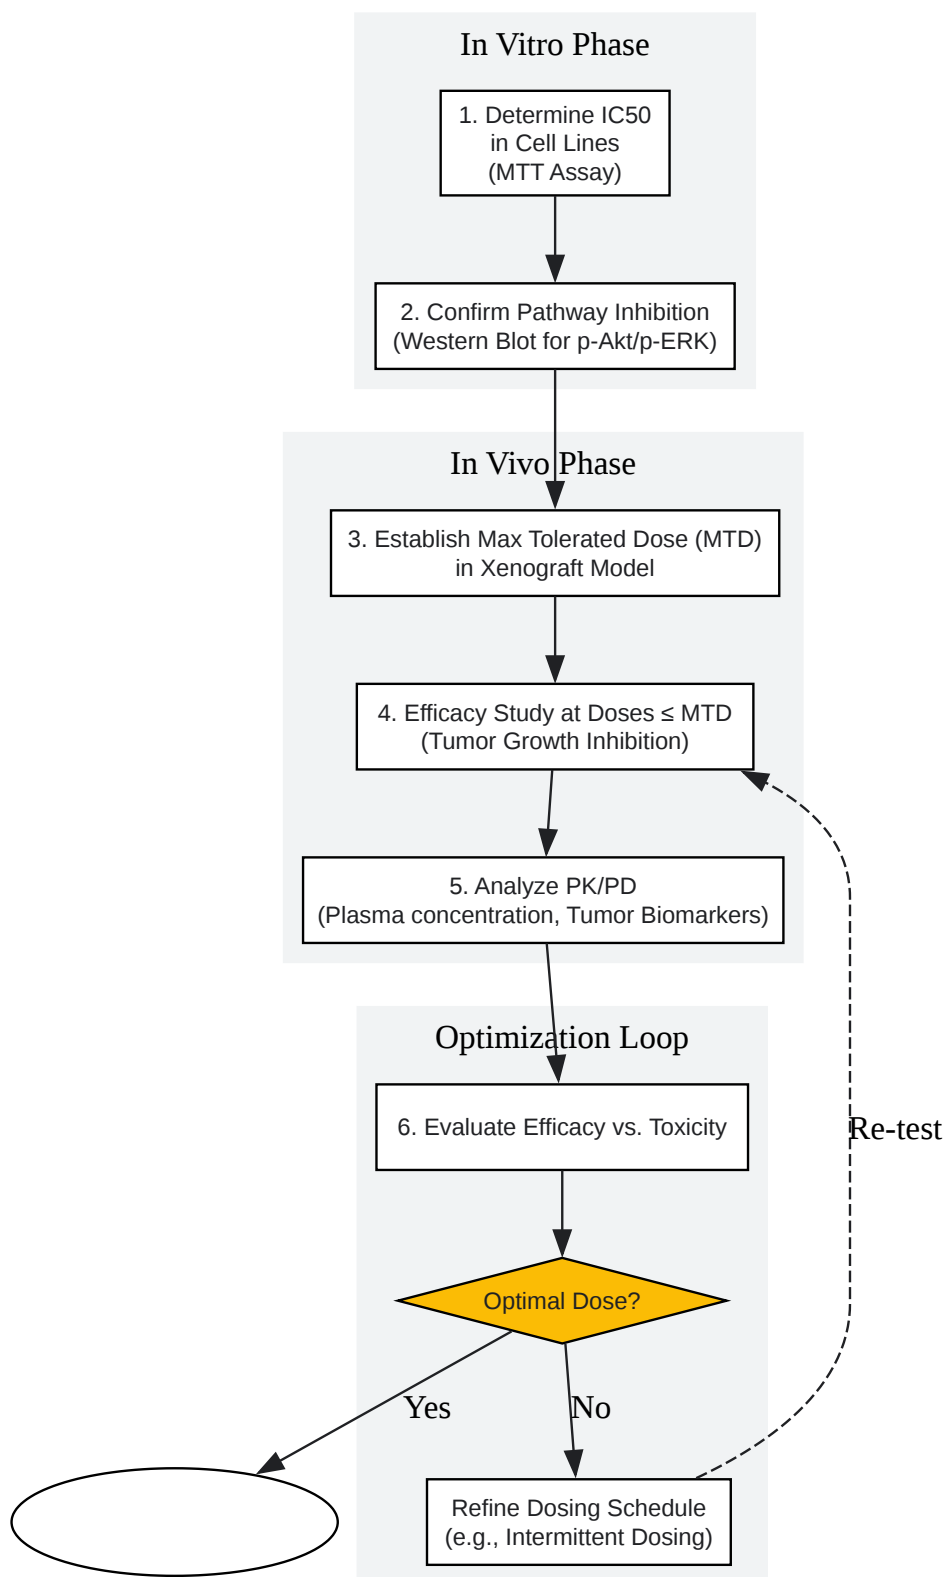 In Vitro Phase
1. Determine IC50
in Cell Lines
(MTT Assay)
2. Confirm Pathway Inhibition
(Western Blot for p-Akt/p-ERK)
In Vivo Phase
3. Establish Max Tolerated Dose (MTD)
in Xenograft Model
4. Efficacy Study at Doses ≤ MTD
(Tumor Growth Inhibition)
5. Analyze PK/PD
(Plasma concentration, Tumor Biomarkers)
Optimization Loop
6. Evaluate Efficacy vs. Toxicity
Re-test
Optimal Dose?
Yes
No
Refine Dosing Schedule
(e.g., Intermittent Dosing)